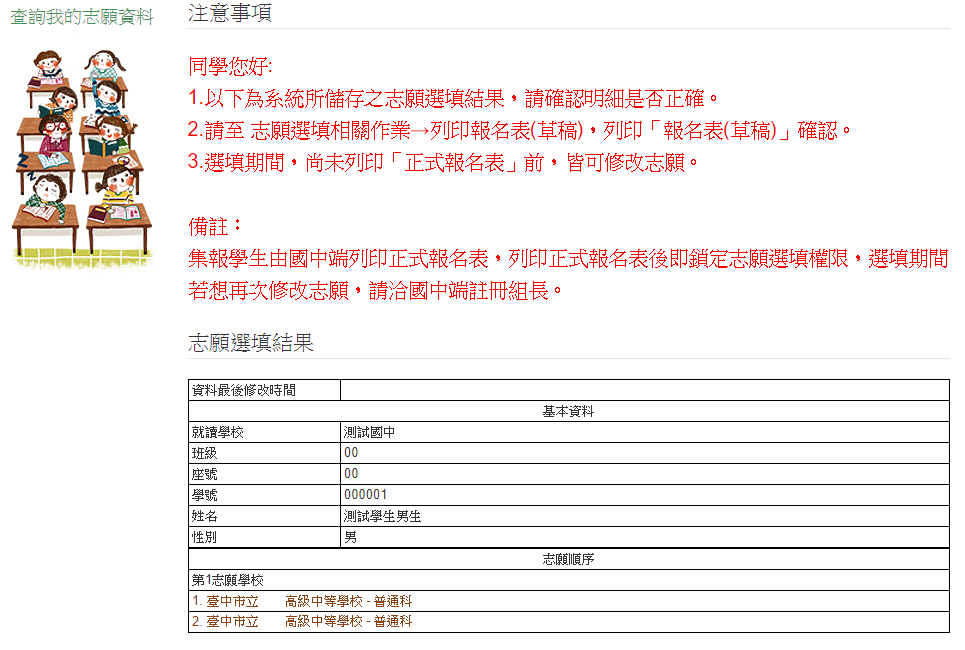 查詢我的志願資料
注意事項
同學您好:
1.以下為系統所儲存之志願選填結果，請確認明細是否正確。
2.請至 志願選填相關作業→列印報名表(草稿)，列印「報名表(草稿)」確認。
3.選填期間，尚未列印「正式報名表」前，皆可修改志願。
備註：
集報學生由國中端列印正式報名表，列印正式報名表後即鎖定志願選填權限，選填期間
若想再次修改志願，請洽國中端註冊組長。
志願選填結果
資料最後修改時間
基本資料
就讀學校 測試國中
班級 00
座號 00
學號 000001
姓名 測試學生男生
性別 男
志願順序
第1志願學校
1. 臺中市立 高級中等學校 - 普通科
2. 臺中市立 高級中等學校 - 普通科